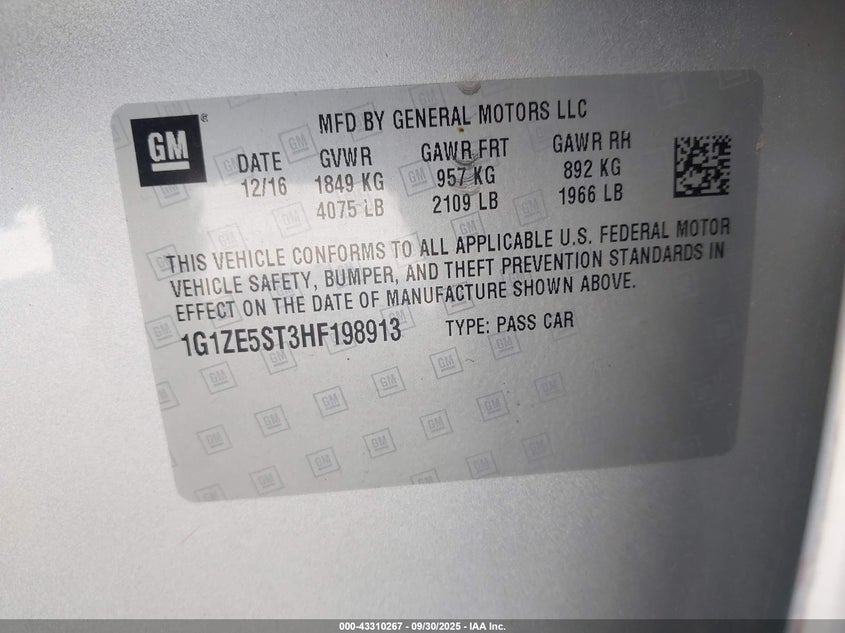 GM ®
MFD BY GENERAL MOTORS LLC
DATE GVWR GAWR FRT GAWR RH
12/16 1849 KG 957 KG 892 KG
4075 LB 2109 LB 1966 LB
THIS VEHICLE CONFORMS TO ALL APPLICABLE U.S. FEDERAL MOTOR
VEHICLE SAFETY, BUMPER, AND THEFT PREVENTION STANDARDS IN
EFFECT ON THE DATE OF MANUFACTURE SHOWN ABOVE.
1G1ZE5ST3HF198913 TYPE: PASS CAR
000-43310267 - 09/30/2025 - IAA Inc.